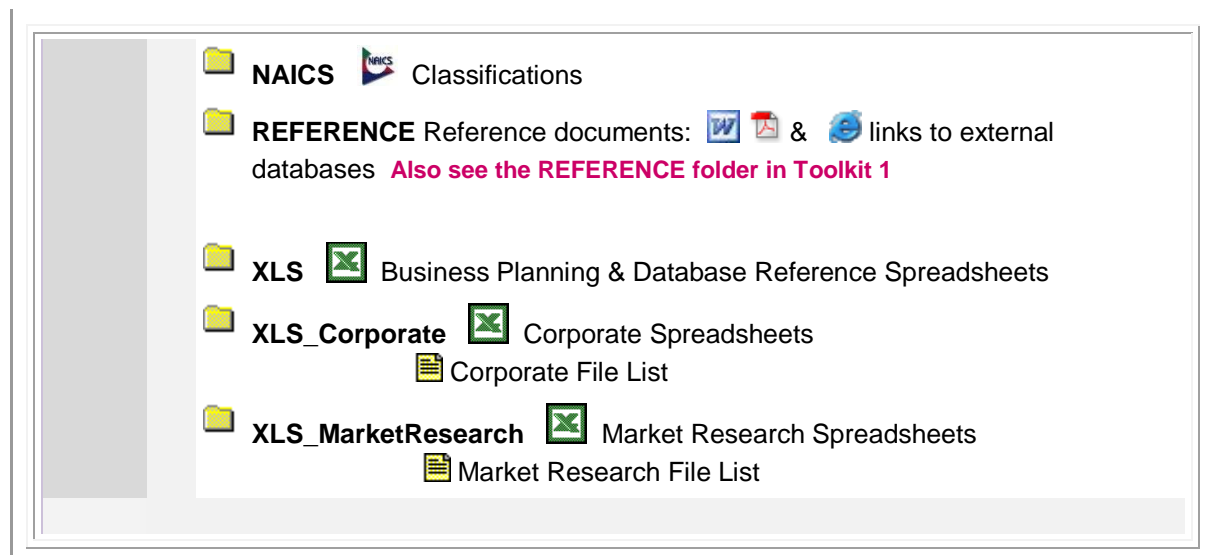 NAICS NAICS Classifications
REFERENCE Reference documents: W & e links to external
databases Also see the REFERENCE folder in Toolkit 1
XLS X Business Planning & Database Reference Spreadsheets
XLS_Corporate X Corporate Spreadsheets
Corporate File List
XLS_MarketResearch X Market Research Spreadsheets
Market Research File List